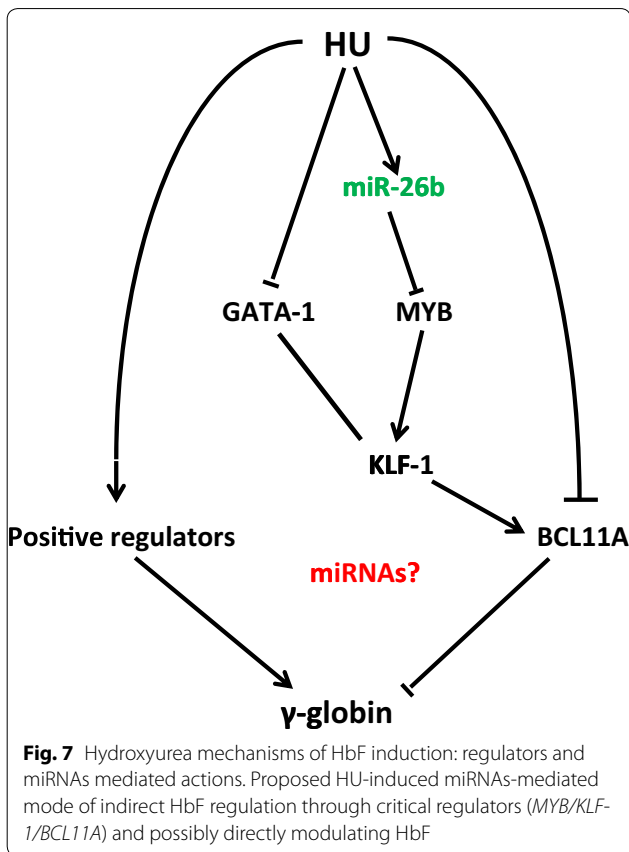 HU
miR-26b
GATA-1
MYB
KLF-1
Positive regulators
BCL11A
miRNAs?
γ-globin
Fig. 7 Hydroxyurea mechanisms of HbF induction: regulators and
miRNAs mediated actions. Proposed HU-induced miRNAs-mediated
mode of indirect HbF regulation through critical regulators (MYB/KLF-
1/BCL11A) and possibly directly modulating HbF